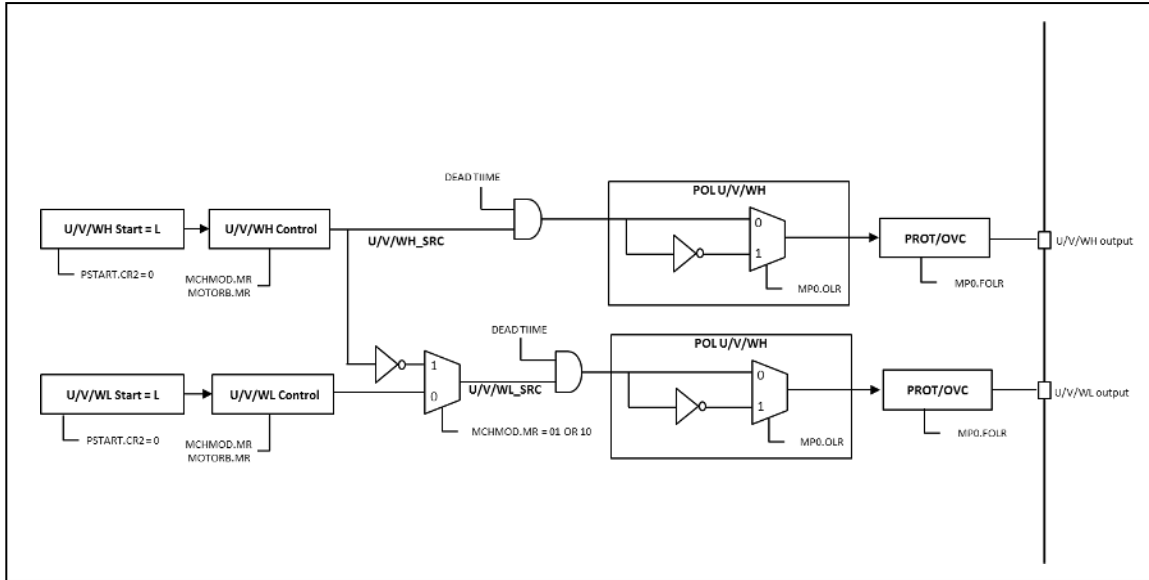 DEAD TIIME
POL U/V/WH
0
1
MP0.OLR
U/V/WH Start = L
U/V/WH Control
U/V/WH_SRC
PROT/OVC
U/V/WH output
PSTART.CR2 = 0
MCHMOD.MR
MOTORB.MR
MP0.FOLR
DEAD TIIME
POL U/V/WH
0
1
MP0.OLR
1
0
U/V/WL_SRC
U/V/WL Start = L
U/V/WL Control
PROT/OVC
U/V/WL output
PSTART.CR2 = 0
MCHMOD.MR
MOTORB.MR
MCHMOD.MR = 01 OR 10
MP0.FOLR